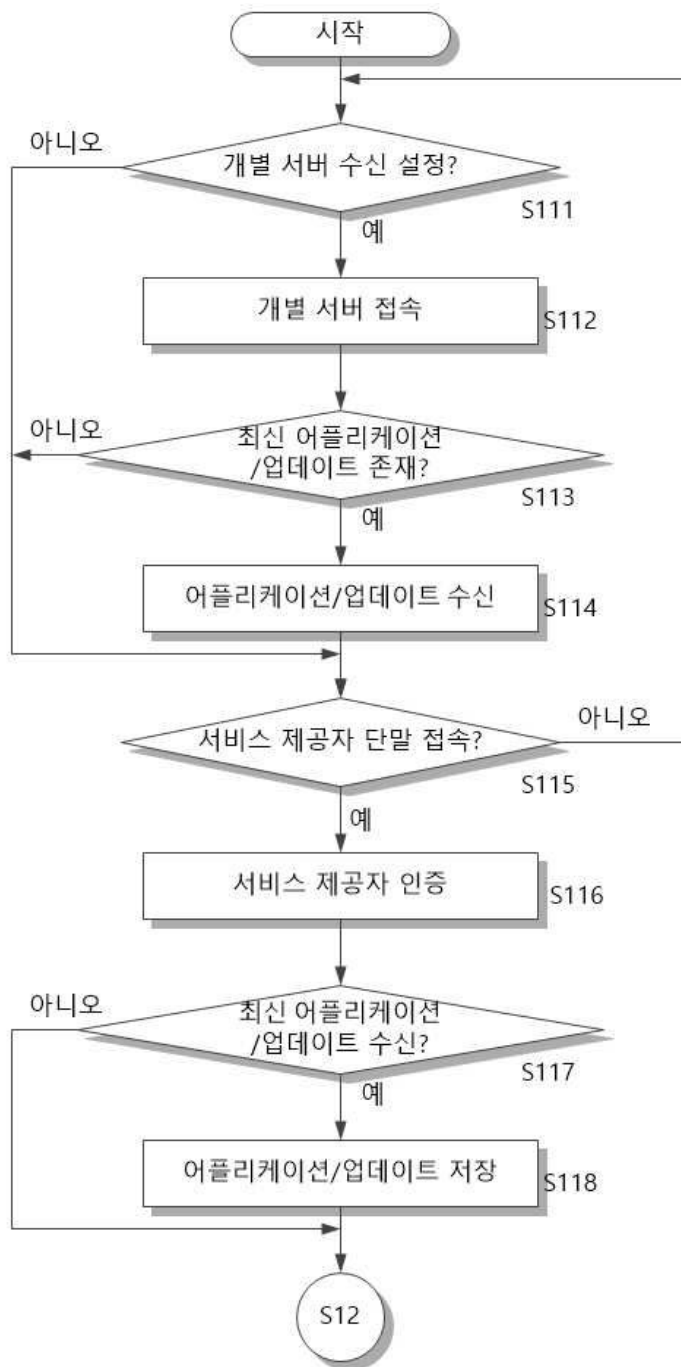 시작
아니오
개별 서버 수신 설정?
S111
예
개별 서버 접속
S112
아니오
최신 어플리케이션
/업데이트 존재?
S113
예
어플리케이션/업데이트 수신
S114
서비스 제공자 단말 접속?
아니오
S115
예
서비스 제공자 인증
S116
아니오
최신 어플리케이션
/업데이트 수신?
S117
예
어플리케이션/업데이트 저장
S118
S12